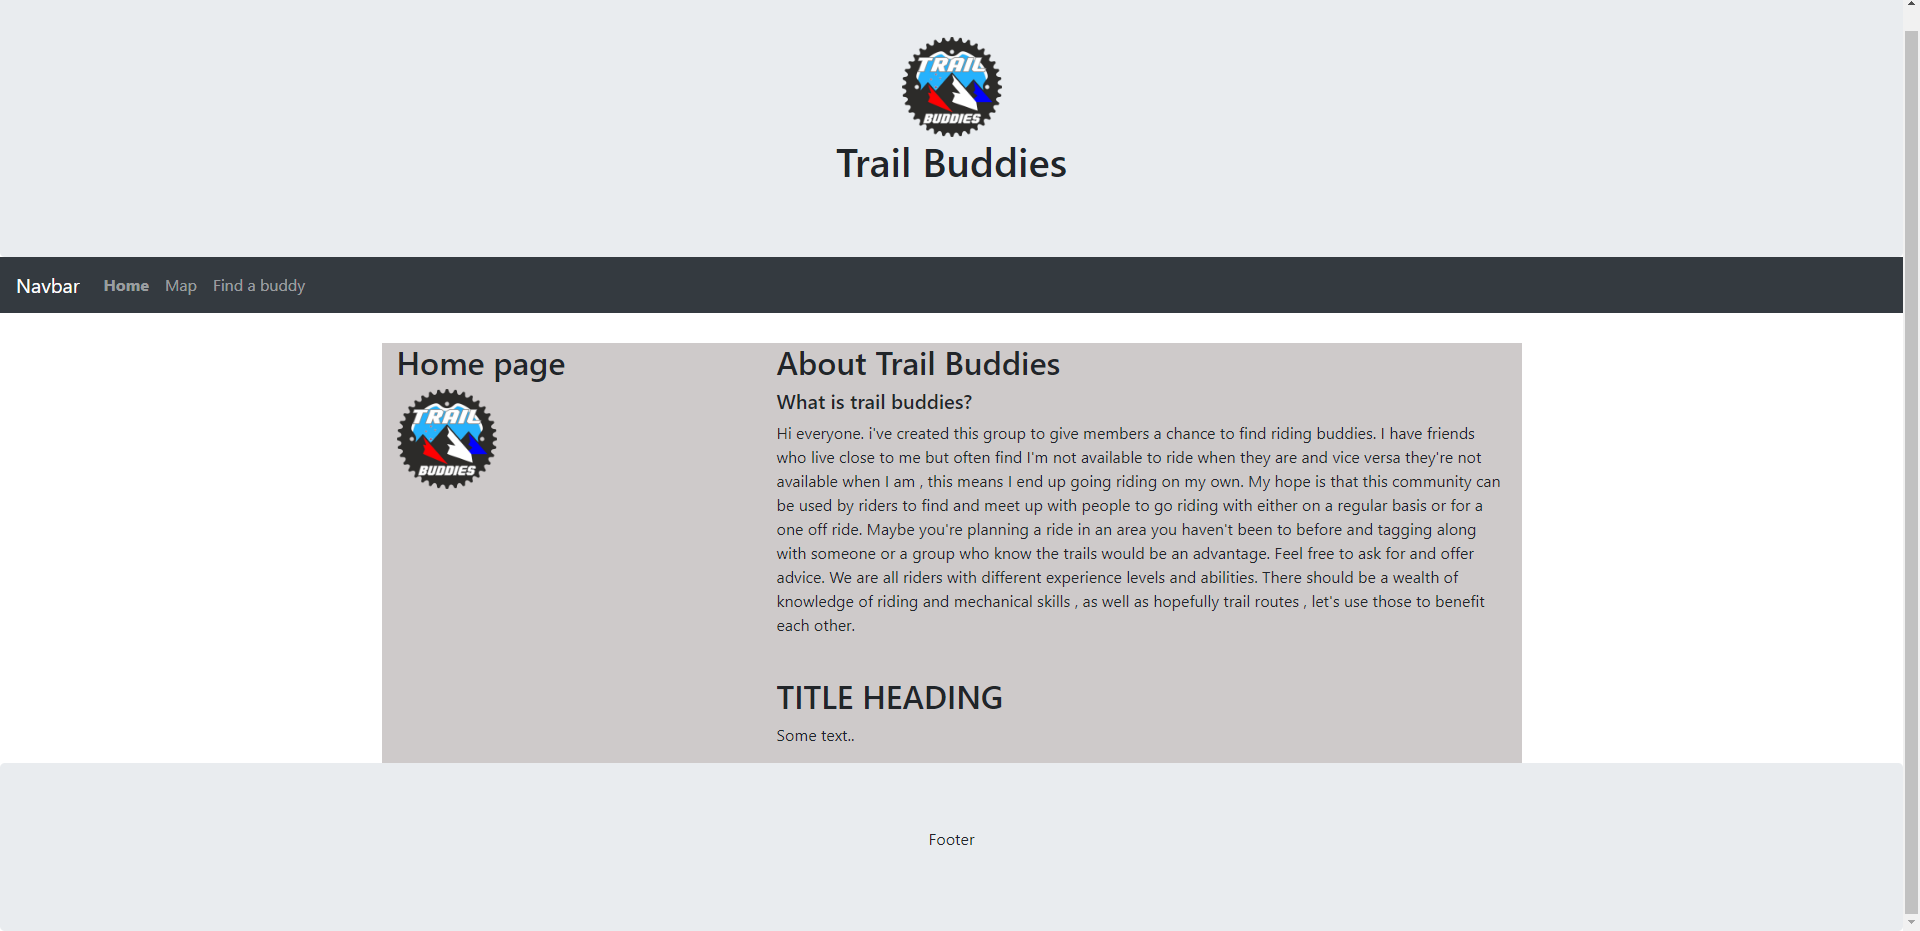 TRAIL
BUDDIES
Trail Buddies
Navbar Home Map Find a buddy
Home page
TRAIL
BUDDIES
About Trail Buddies
What is trail buddies?
Hi everyone. i've created this group to give members a chance to find riding buddies. I have friends
who live close to me but often find I'm not available to ride when they are and vice versa they're not
available when I am , this means I end up going riding on my own. My hope is that this community can
be used by riders to find and meet up with people to go riding with either on a regular basis or for a
one off ride. Maybe you're planning a ride in an area you haven't been to before and tagging along
with someone or a group who know the trails would be an advantage. Feel free to ask for and offer
advice. We are all riders with different experience levels and abilities. There should be a wealth of
knowledge of riding and mechanical skills , as well as hopefully trail routes , let's use those to benefit
each other.
TITLE HEADING
Some text..
Footer